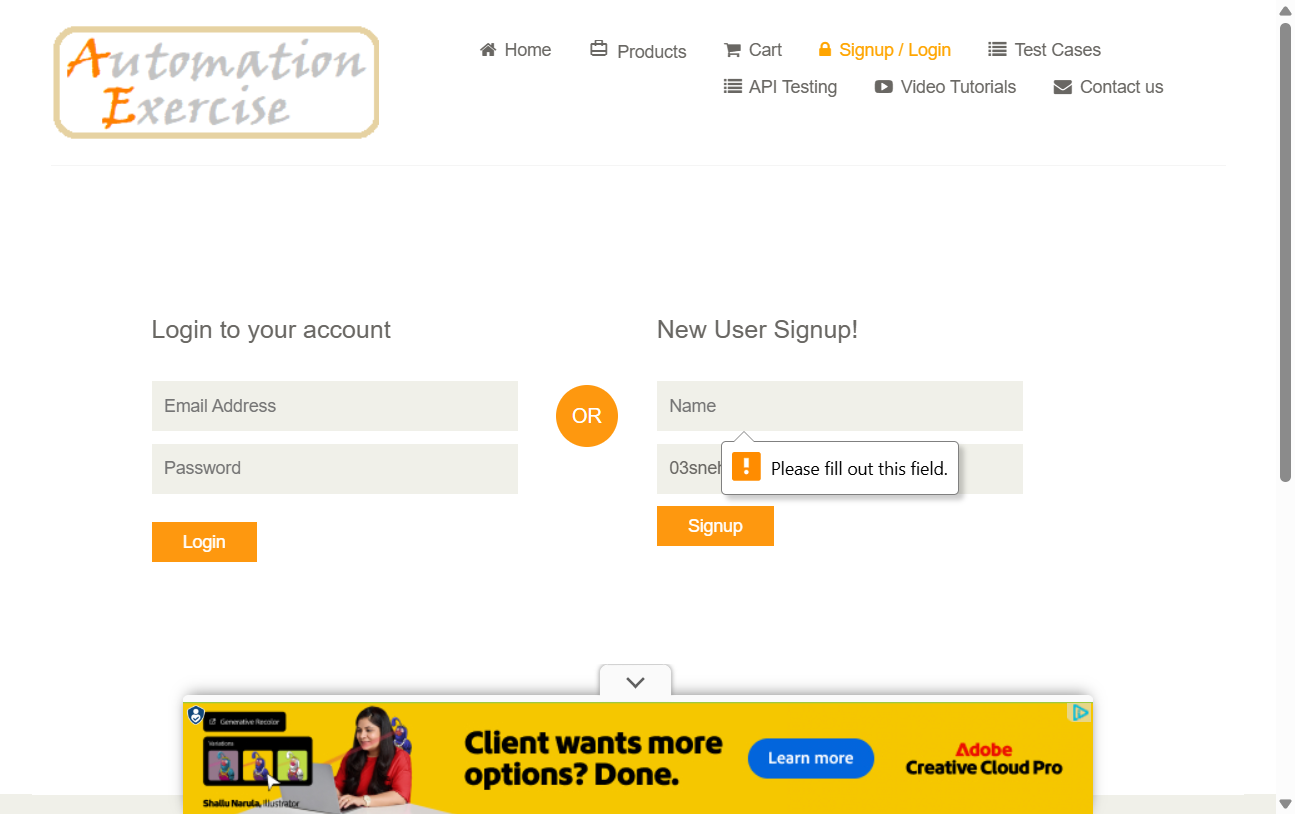 Automation
Exercise
Home
Products
Cart
Signup / Login
Test Cases
API Testing
Video Tutorials
Contact us
Login to your account
New User Signup!
Email Address
OR
Name
Password
03sneh
Please fill out this field.
Login
Signup
Generative Recolor
Variations
Shallu Narula, Illustrator
Client wants more
options? Done.
Learn more
Adobe
Creative Cloud Pro